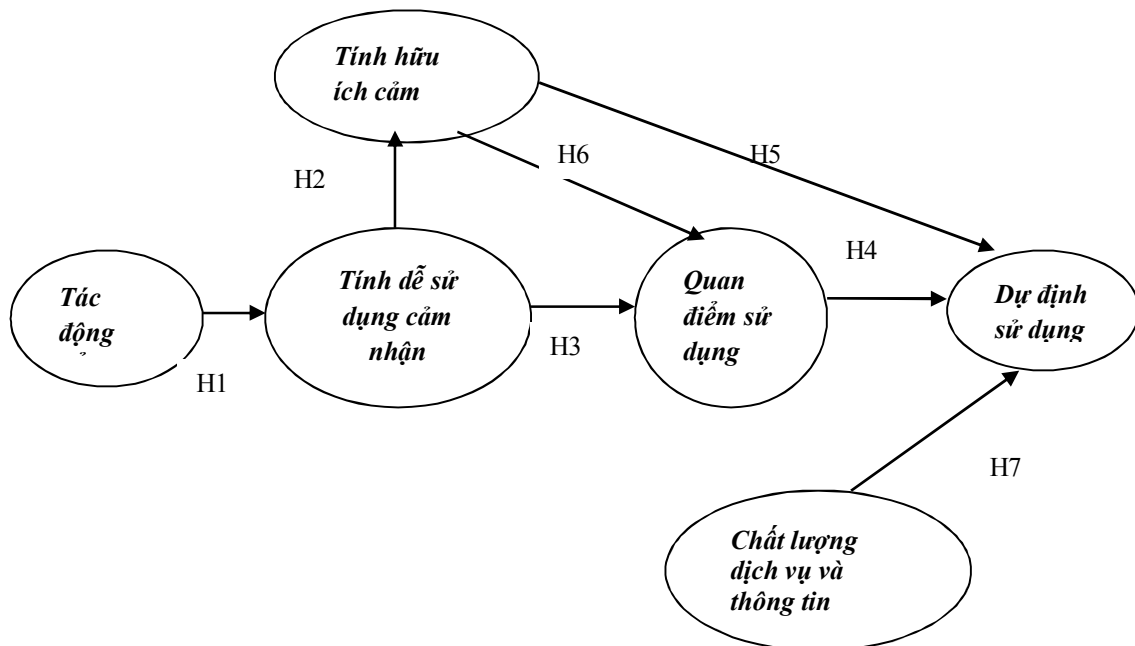 Tính hữu
ích cảm
H6
H5
H2
H4
Tác
động
Tính dễ sử
dụng cảm
nhận
Quan
điểm sử
dụng
Dự định
sử dụng
H1
H3
H7
Chất lượng
dịch vụ và
thông tin